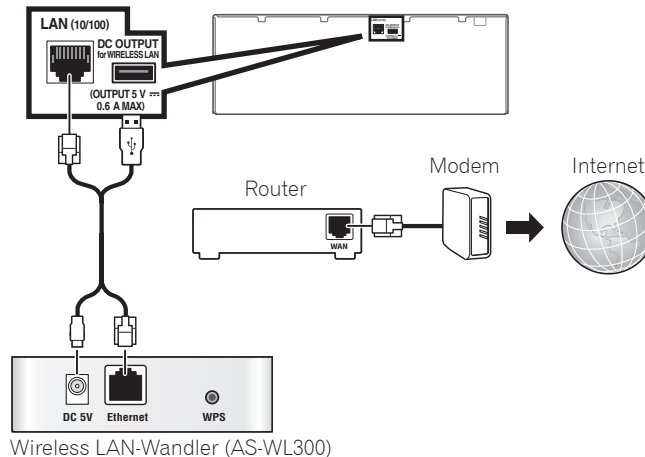 LAN (10/100)
DC OUTPUT
for WIRELESS LAN
(OUTPUT 5 V ⎓
0.6 A MAX)
Router
Modem
Internet
WAN
DC 5V
Ethernet
WPS
Wireless LAN-Wandler (AS-WL300)